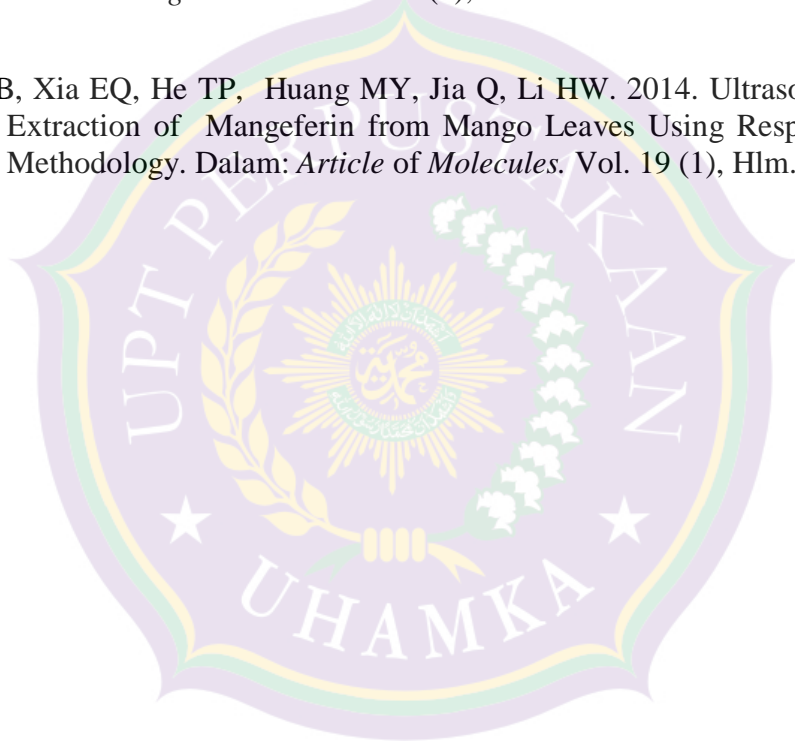 B, Xia EQ, He TP, Huang MY, Jia Q, Li HW. 2014. Ultraso
Extraction of Mangeferin from Mango Leaves Using Resp
Methodology. Dalam: Article of Molecules. Vol. 19 (1), Hlm.
UPT PERPUSTAKAAN
UHAMKA